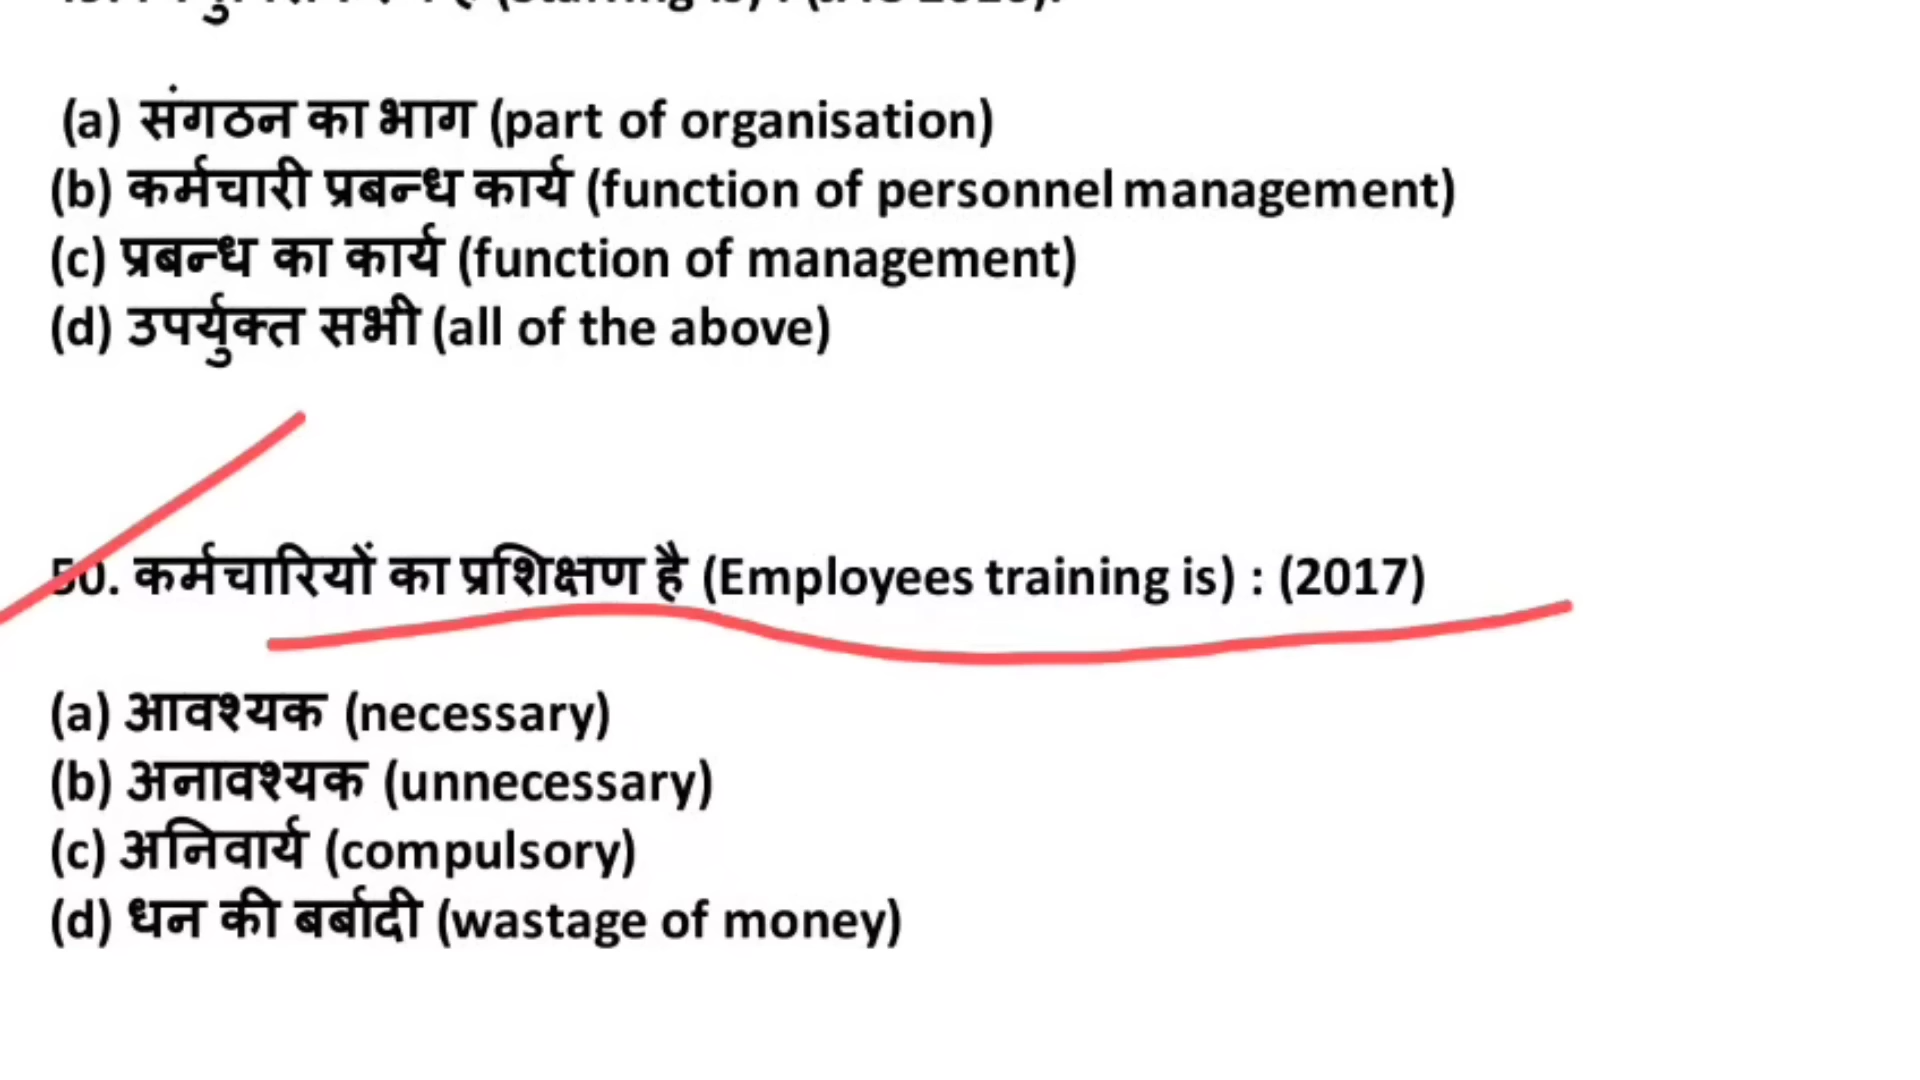 (a) संगठन का भाग (part of organisation)
(b) कर्मचारी प्रबन्ध कार्य (function of personnel management)
(c) प्रबन्ध का कार्य (function of management)
(d) उपर्युक्त सभी (all of the above)
50. कर्मचारियों का प्रशिक्षण है (Employees training is) : (2017)
(a) आवश्यक (necessary)
(b) अनावश्यक (unnecessary)
(c) अनिवार्य (compulsory)
(d) धन की बर्बादी (wastage of money)